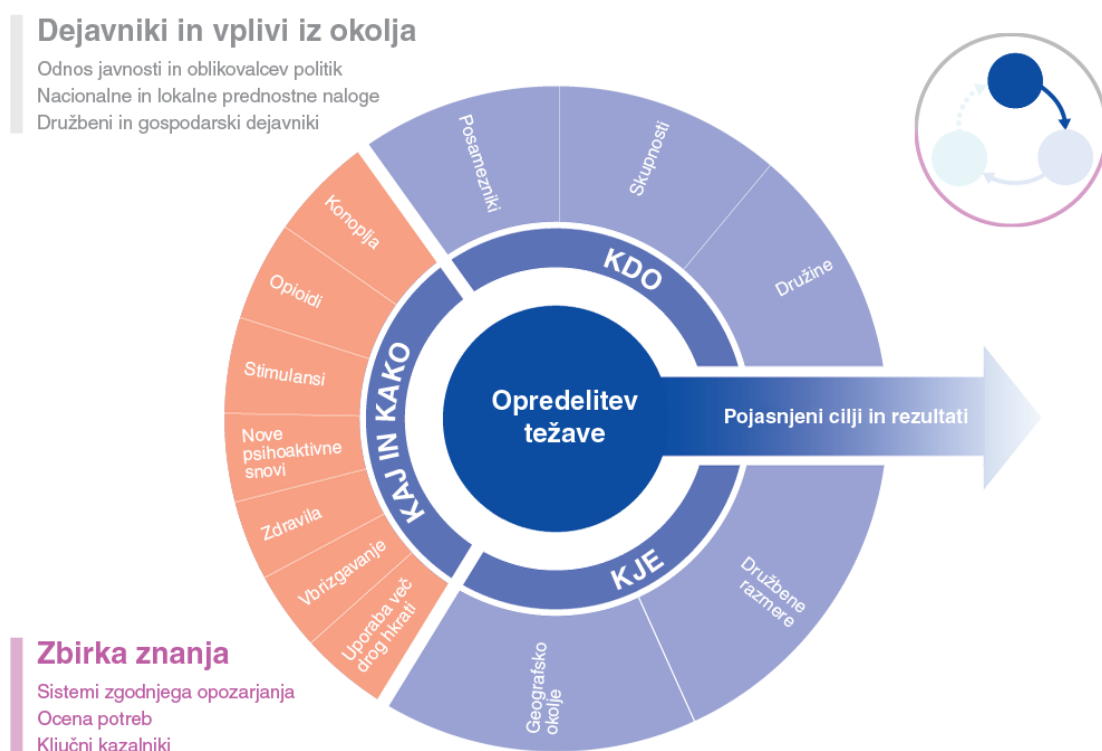 Dejavniki in vplivi iz okolja
Odnos javnosti in oblikovalcev politik
Nacionalne in lokalne prednostne naloge
Družbeni in gospodarski dejavniki
Posamezniki
Skupnosti
Družine
KDO
Konoplja
Opioidi
Stimulansi
Nove
psihoaktivne
snovi
Zdravila
Vbrizgavanje
Uporaba več
drog hkrati
KAJ IN KAKO
Opredelitev
težave
Pojasnjeni cilji in rezultati
KJE
Družbene
razmere
Geografsko
okolje
Zbirka znanja
Sistemi zgodnjega opozarjanja
Ocena potreb
Ključni kazalniki